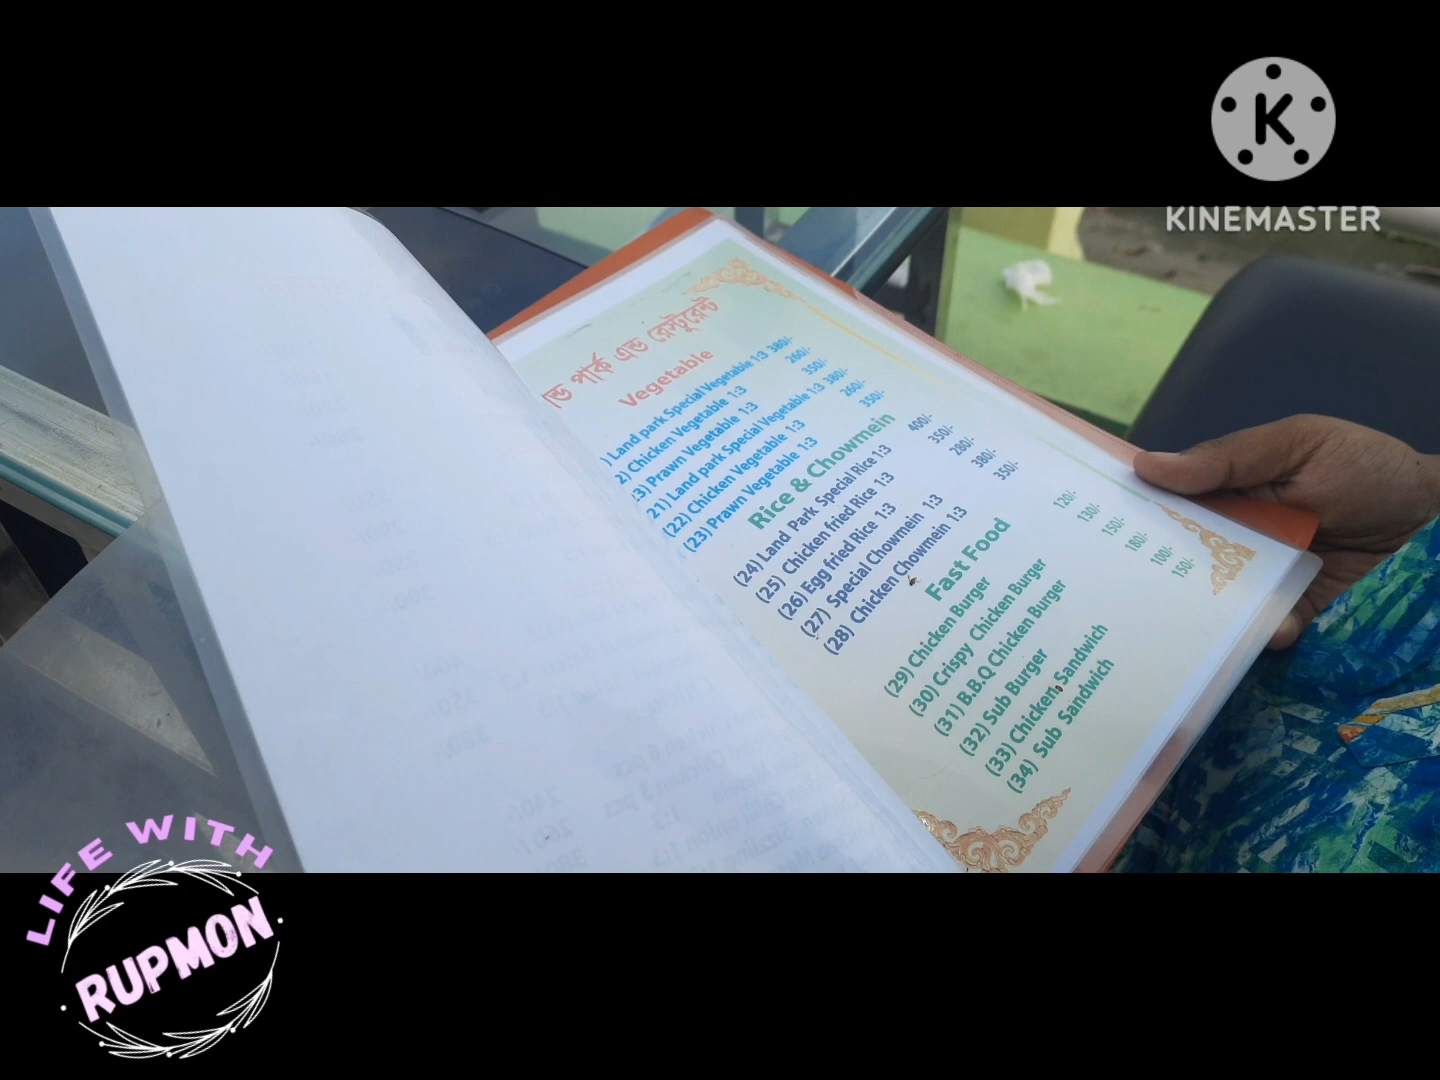 KINEMASTER
পার্ক এন্ড রেস্টুরেন্ট
Vegetable
) Land park Special Vegetable 1:3 380/-
2) Chicken Vegetable 1:3 260/-
3) Prawn Vegetable 1:3 350/-
21) Land park Special Vegetable 1:3 380/-
(22) Chicken Vegetable 1:3 260/-
(23) Prawn Vegetable 1:3 350/-
Rice & Chowmein
(24) Land Park Special Rice 1:3 400/-
(25) Chicken fried Rice 1:3 350/-
(26) Egg fried Rice 1:3 280/-
(27) Special Chowmein 1:3 380/-
(28) Chicken Chowmein 1:3 350/-
Fast Food
(29) Chicken Burger 120/-
(30) Crispy Chicken Burger 130/-
(31) B.B.Q Chicken Burger 150/-
(32) Sub Burger 180/-
(33) Chicken Sandwich 100/-
(34) Sub Sandwich 150/-
LIFE WITH
RUPMON